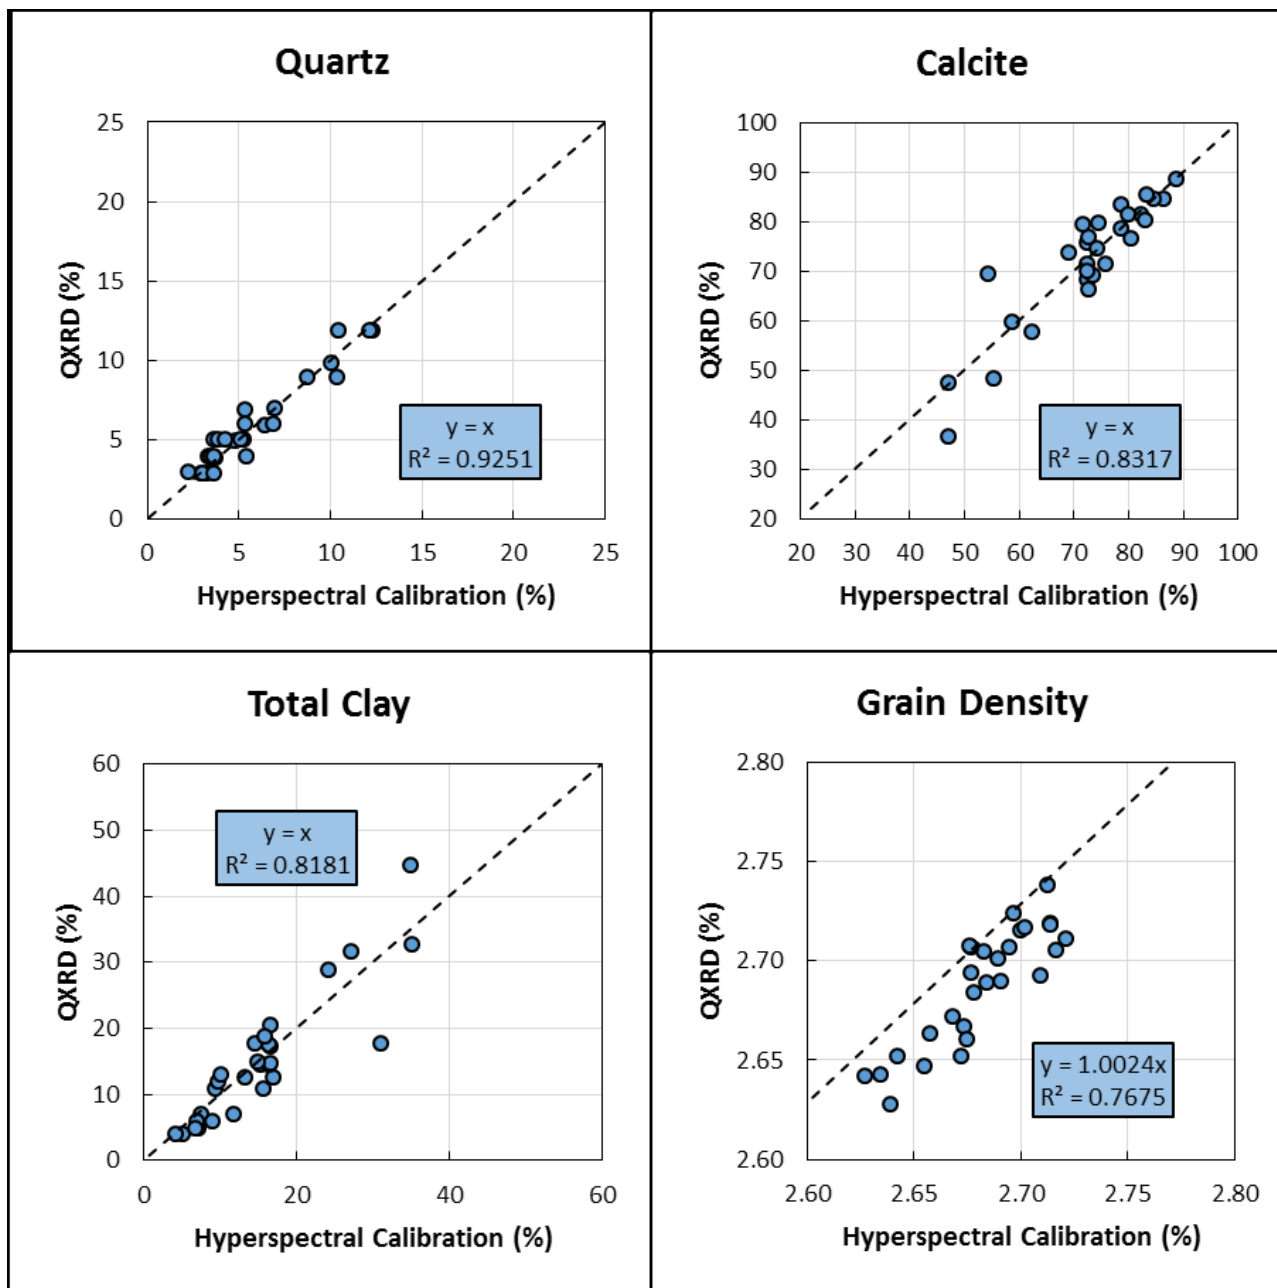 Quartz
25
20
15
10
5
0
QXRD (%)
y = x
R² = 0.9251
0 5 10 15 20 25
Hyperspectral Calibration (%)
Calcite
100
90
80
70
60
50
40
30
20
QXRD (%)
y = x
R² = 0.8317
20 30 40 50 60 70 80 90 100
Hyperspectral Calibration (%)
Total Clay
60
50
40
30
20
10
0
QXRD (%)
y = x
R² = 0.8181
0 20 40 60
Hyperspectral Calibration (%)
Grain Density
2.80
2.75
2.70
2.65
2.60
QXRD (%)
y = 1.0024x
R² = 0.7675
2.60 2.65 2.70 2.75 2.80
Hyperspectral Calibration (%)